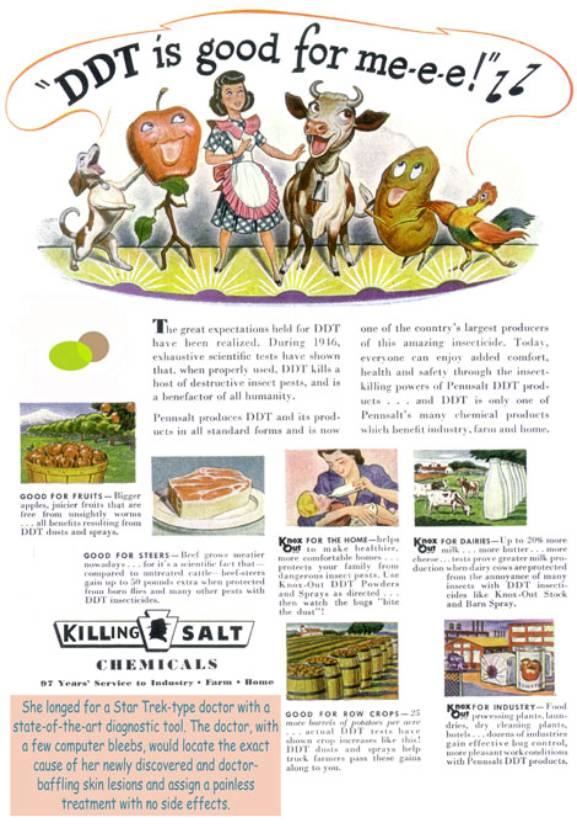 "DDT is good for me-e-e!"
The great expectations held for DDT
have been realized. During 1946,
exhaustive scientific tests have shown
that, when properly used, DDT kills a
host of destructive insect pests, and is
a benefactor of all humanity.
Pennsalt produces DDT and its prod-
ucts in all standard forms and is now
one of the country's largest producers
of this amazing insecticide. Today,
everyone can enjoy added comfort,
health and safety through the insect-
killing powers of Pennsalt DDT prod-
ucts . . . and DDT is only one of
Pennsalt's many chemical products
which benefit industry, farm and home.
GOOD FOR FRUITS—Bigger
apples, juicier fruits that are
free from unsightly worms
. . . all benefits resulting from
DDT dusts and sprays.
GOOD FOR STEERS—Beef grows meatier
nowadays . . . for it's a scientific fact that—
compared to untreated cattle—beef-steers
gain up to 50 pounds extra when protected
from horn flies and many other pests with
DDT insecticides.
Knox Out FOR THE HOME—helps
to make healthier,
more comfortable homes . . .
protects your family from
dangerous insect pests. Use
Knox-Out DDT Powders
and Sprays as directed . . .
then watch the bugs "bite
the dust"!
Knox Out FOR DAIRIES—Up to 20% more
milk . . . more butter . . . more
cheese . . . tests prove greater milk pro-
duction when dairy cows are protected
from the annoyance of many
insects with DDT insecti-
cides like Knox-Out Stock
and Barn Spray.
KILLING SALT
CHEMICALS
97 Years' Service to Industry • Farm • Home
She longed for a Star Trek-type doctor with a
state-of-the-art diagnostic tool. The doctor, with
a few computer bleebs, would locate the exact
cause of her newly discovered and doctor-
baffling skin lesions and assign a painless
treatment with no side effects.
GOOD FOR ROW CROPS—25
more barrels of potatoes per acre
. . . actual DDT tests have
shown crop increases like this!
DDT dusts and sprays help
truck farmers pass these gains
along to you.
Knox Out FOR INDUSTRY—Food
processing plants, laun-
dries, dry cleaning plants,
hotels . . . dozens of industries
gain effective bug control,
more pleasant work conditions
with Pennsalt DDT products.